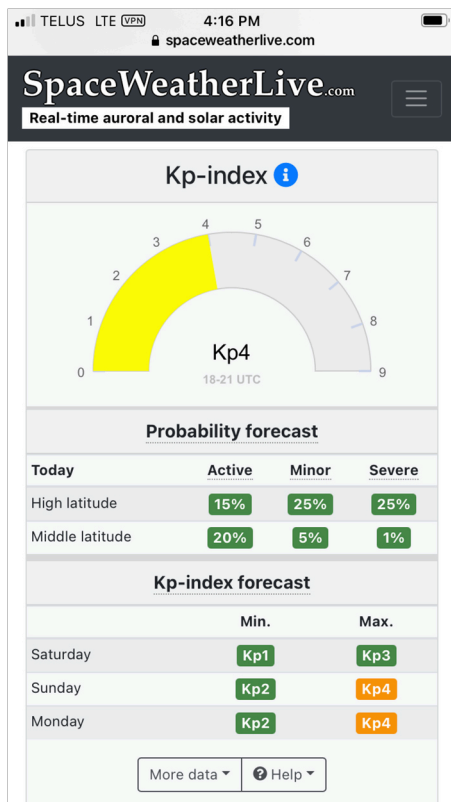 TELUS LTE VPN 4:16 PM
spaceweatherlive.com
SpaceWeatherLive.com
Real-time auroral and solar activity
Kp-index
0 1 2 3 4 5 6 7 8 9
Kp4
18-21 UTC
Probability forecast
Today Active Minor Severe
High latitude 15% 25% 25%
Middle latitude 20% 5% 1%
Kp-index forecast
Min. Max.
Saturday Kp1 Kp3
Sunday Kp2 Kp4
Monday Kp2 Kp4
More data Help